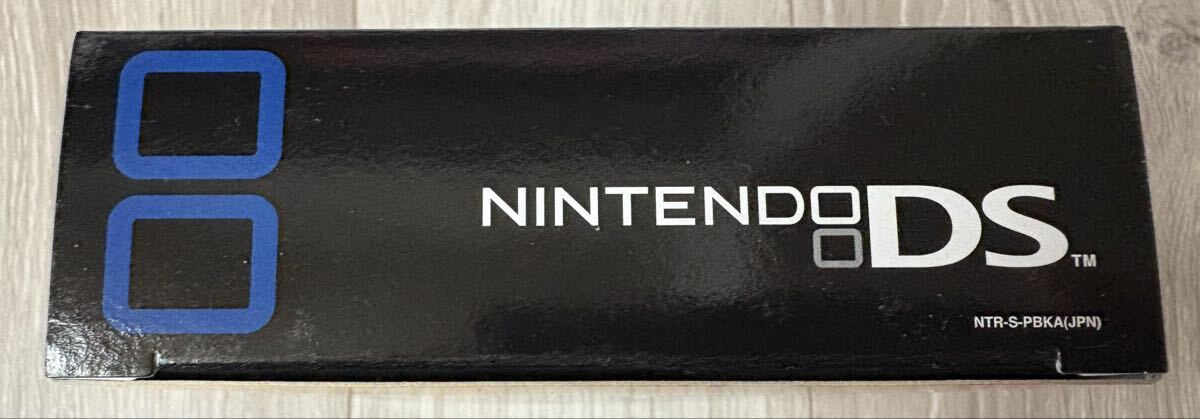 NINTENDO DS™
NTR-S-PBKA(JPN)